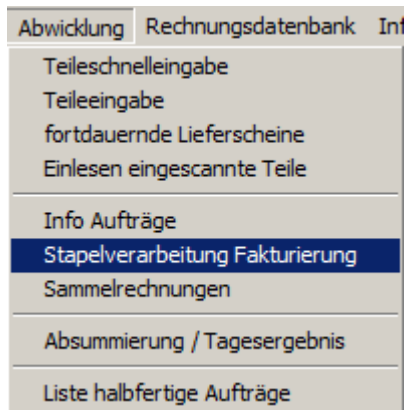 Abwicklung Rechnungsdatenbank
Teileschnelleingabe
Teileeingabe
fortdauernde Lieferscheine
Einlesen eingescannte Teile
Info Aufträge
Stapelverarbeitung Fakturierung
Sammelrechnungen
Absummierung / Tagesergebnis
Liste halbfertige Aufträge